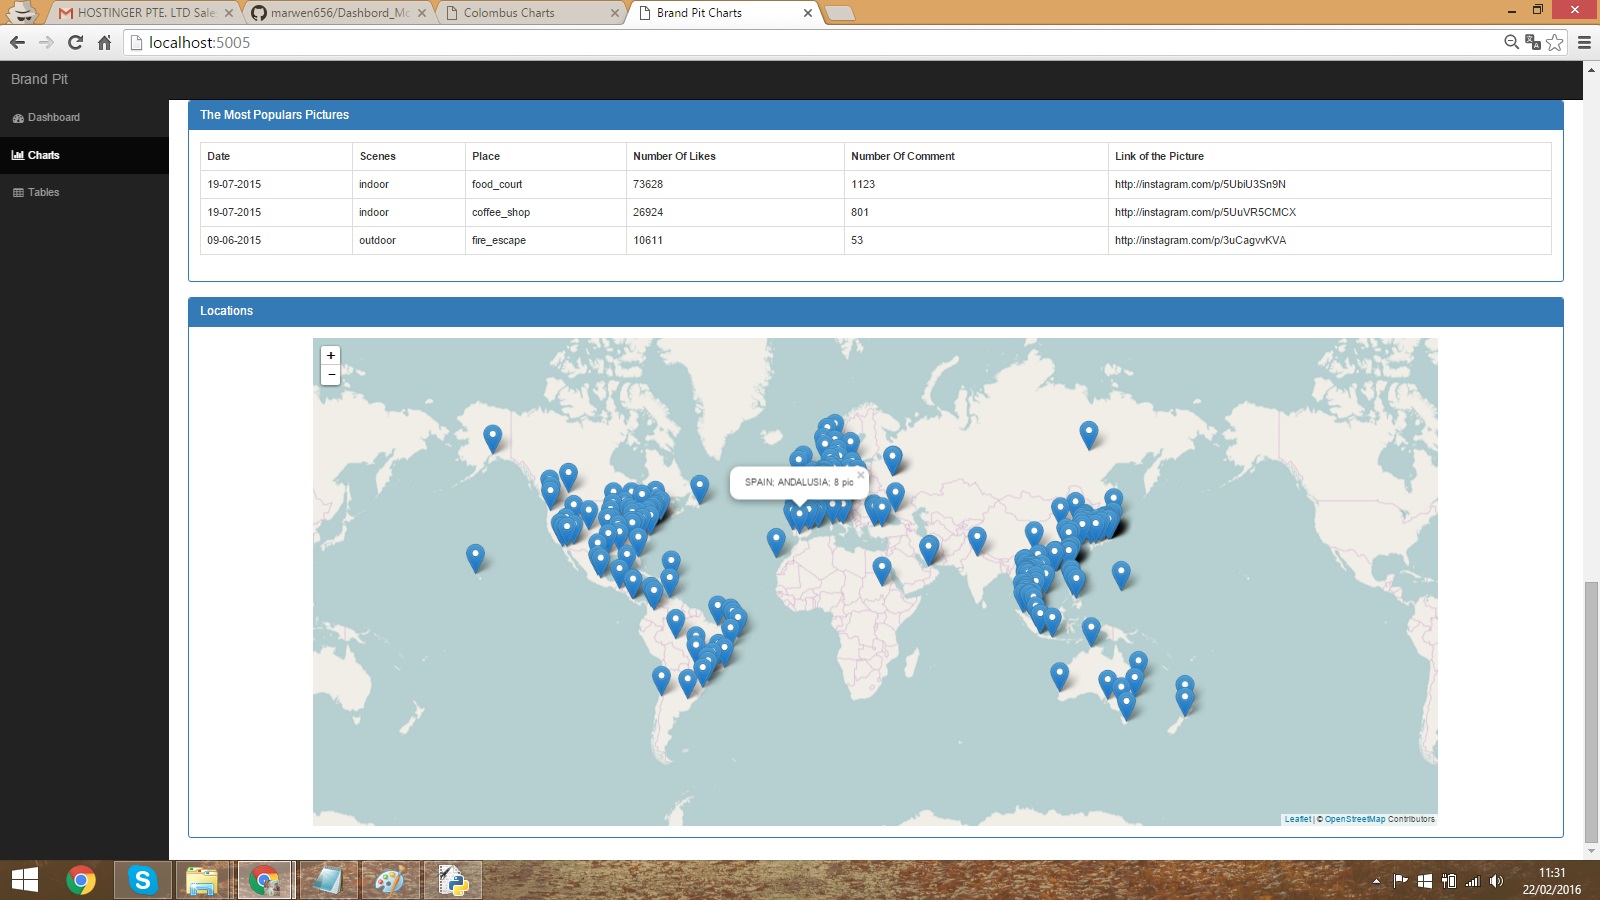 HOSTINGER PTE. LTD Sale
marwen656/Dashbord_Mo
Colombus Charts
Brand Pit Charts
localhost:5005
Brand Pit
Dashboard
Charts
Tables
The Most Populars Pictures
Date Scenes Place Number Of Likes Number Of Comment Link of the Picture
19-07-2015 indoor food_court 73628 1123 http://instagram.com/p/5UbiU3Sn9N
19-07-2015 indoor coffee_shop 26924 801 http://instagram.com/p/5UuVR5CMCX
09-06-2015 outdoor fire_escape 10611 53 http://instagram.com/p/3uCagvvKVA
Locations
+
−
SPAIN; ANDALUSIA; 8 pic ×
Leaflet | © OpenStreetMap Contributors
11:31
22/02/2016